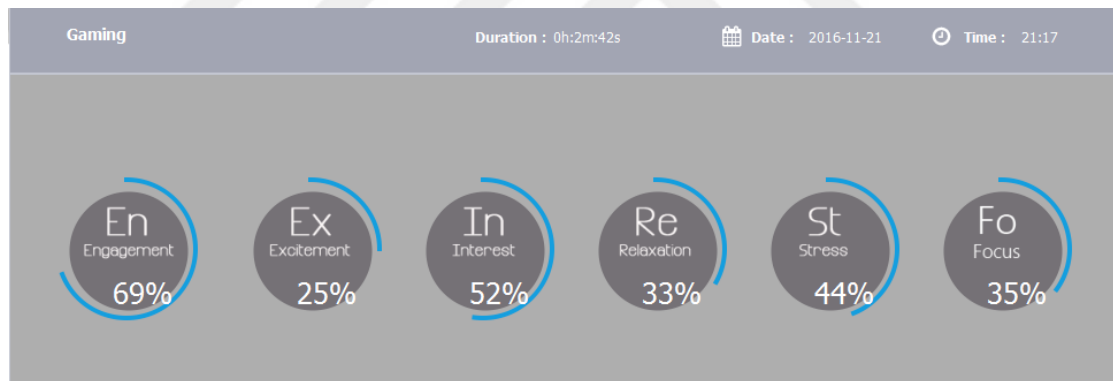 Gaming Duration : 0h:2m:42s Date : 2016-11-21 Time : 21:17
En Ex In Re St Fo
Engagement Excitement Interest Relaxation Stress Focus
69% 25% 52% 33% 44% 35%